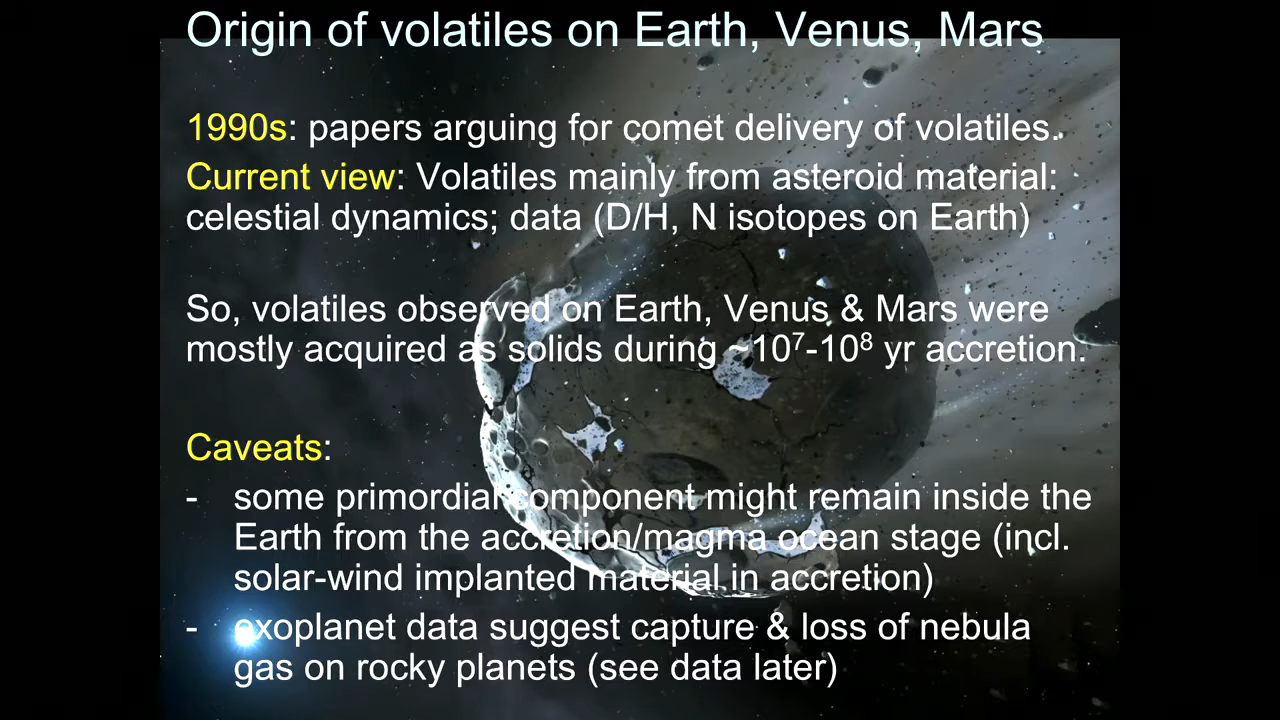 Origin of volatiles on Earth, Venus, Mars
1990s: papers arguing for comet delivery of volatiles.
Current view: Volatiles mainly from asteroid material:
celestial dynamics; data (D/H, N isotopes on Earth)
So, volatiles observed on Earth, Venus & Mars were
mostly acquired as solids during ~10⁷-10⁸ yr accretion.
Caveats:
- some primordial component might remain inside the
Earth from the accretion/magma ocean stage (incl.
solar-wind implanted material in accretion)
- exoplanet data suggest capture & loss of nebula
gas on rocky planets (see data later)